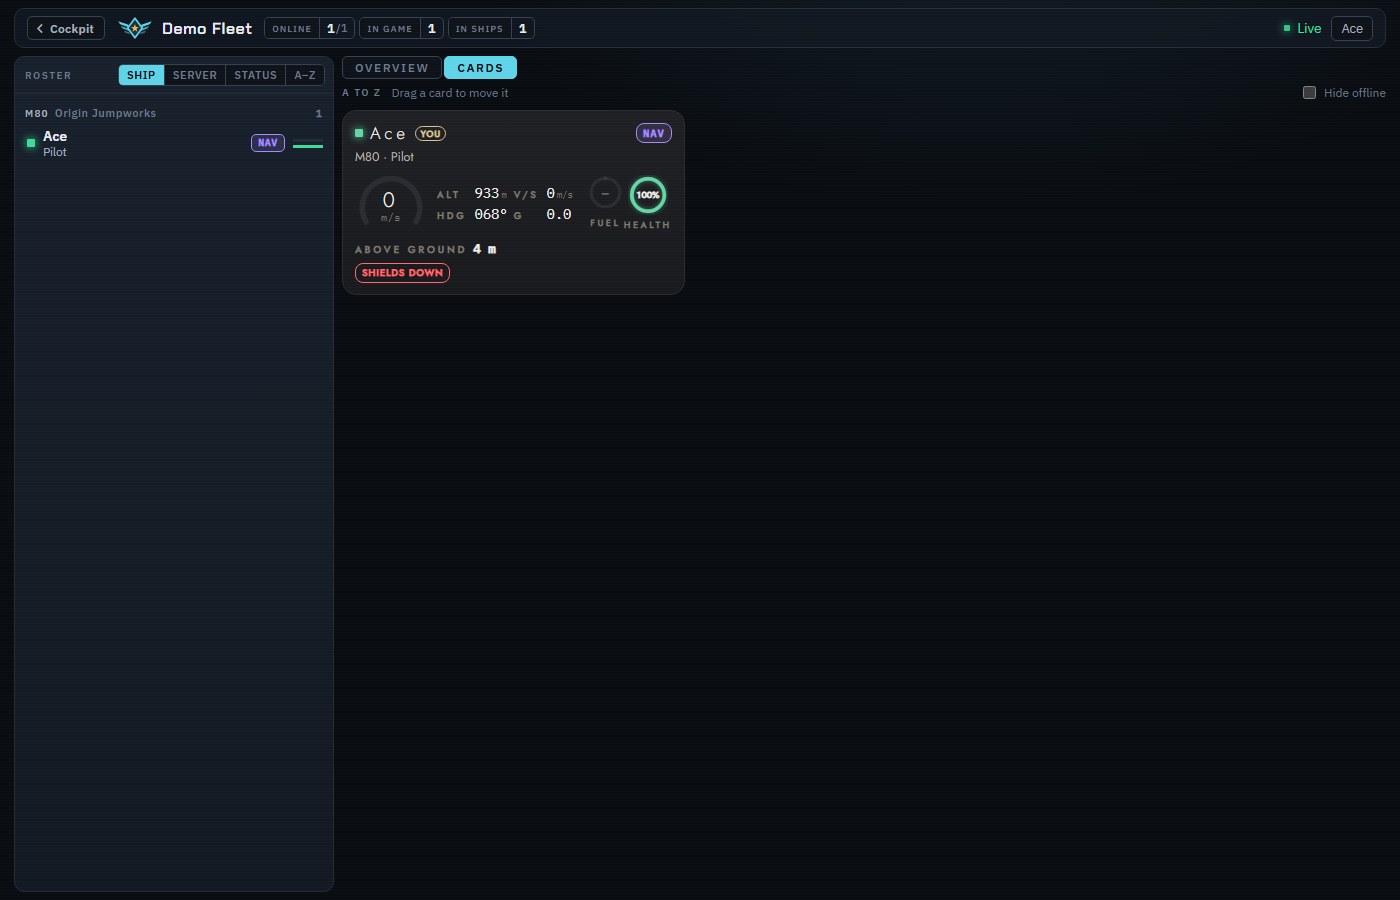 Cockpit Demo Fleet ONLINE 1/1 IN GAME 1 IN SHIPS 1 Live Ace
ROSTER SHIP SERVER STATUS A–Z
OVERVIEW CARDS
A TO Z Drag a card to move it Hide offline
M80 Origin Jumpworks 1
Ace NAV
Pilot
Ace YOU NAV
M80 · Pilot
0 m/s
ALT 933 m V/S 0 m/s
HDG 068° G 0.0
– FUEL
100% HEALTH
ABOVE GROUND 4 m
SHIELDS DOWN